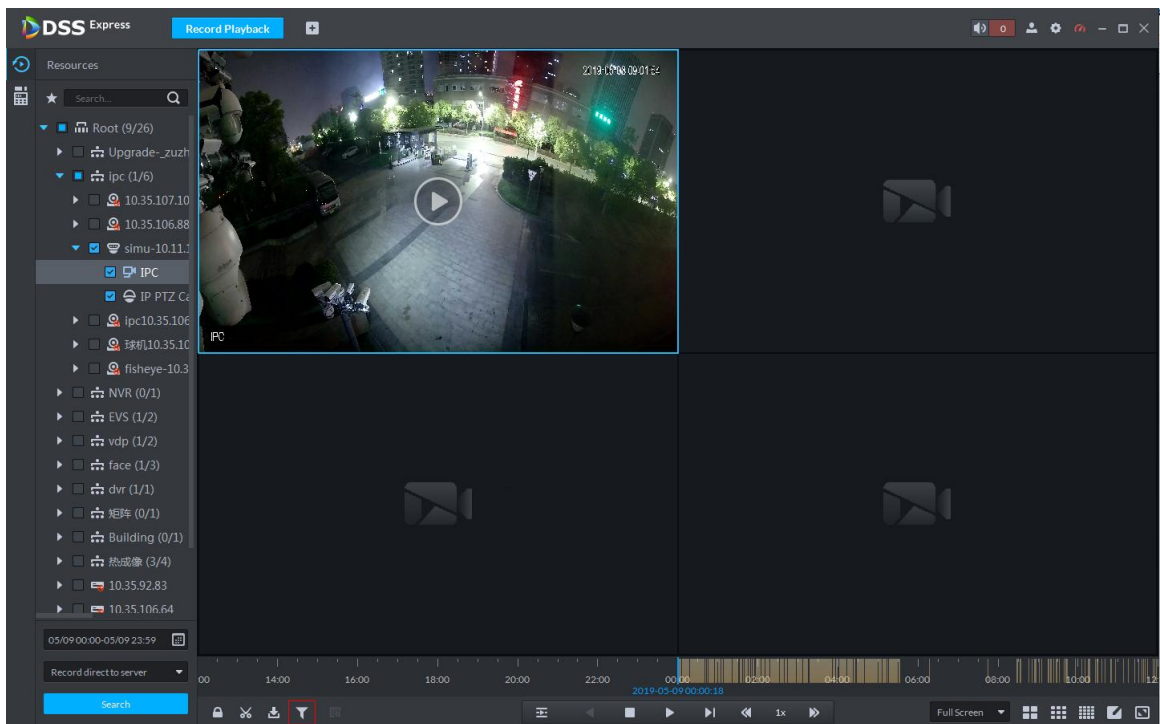 DSS Express
Record Playback
0
Resources
Search...
Root (9/26)
Upgrade-_zuzh
ipc (1/6)
10.35.107.10
10.35.106.88
simu-10.11.1
IPC
IP PTZ Ca
ipc10.35.106
球机10.35.10
fisheye-10.3
NVR (0/1)
EVS (1/2)
vdp (1/2)
face (1/3)
dvr (1/1)
矩阵 (0/1)
Building (0/1)
热成像 (3/4)
10.35.92.83
10.35.106.64
05/09 00:00-05/09 23:59
Record direct to server
Search
IPC
:00 14:00 16:00 18:00 20:00 22:00 00:00 02:00 04:00 06:00 08:00 10:00 12:
2019-05-09 00:00:18
1x
Full Screen